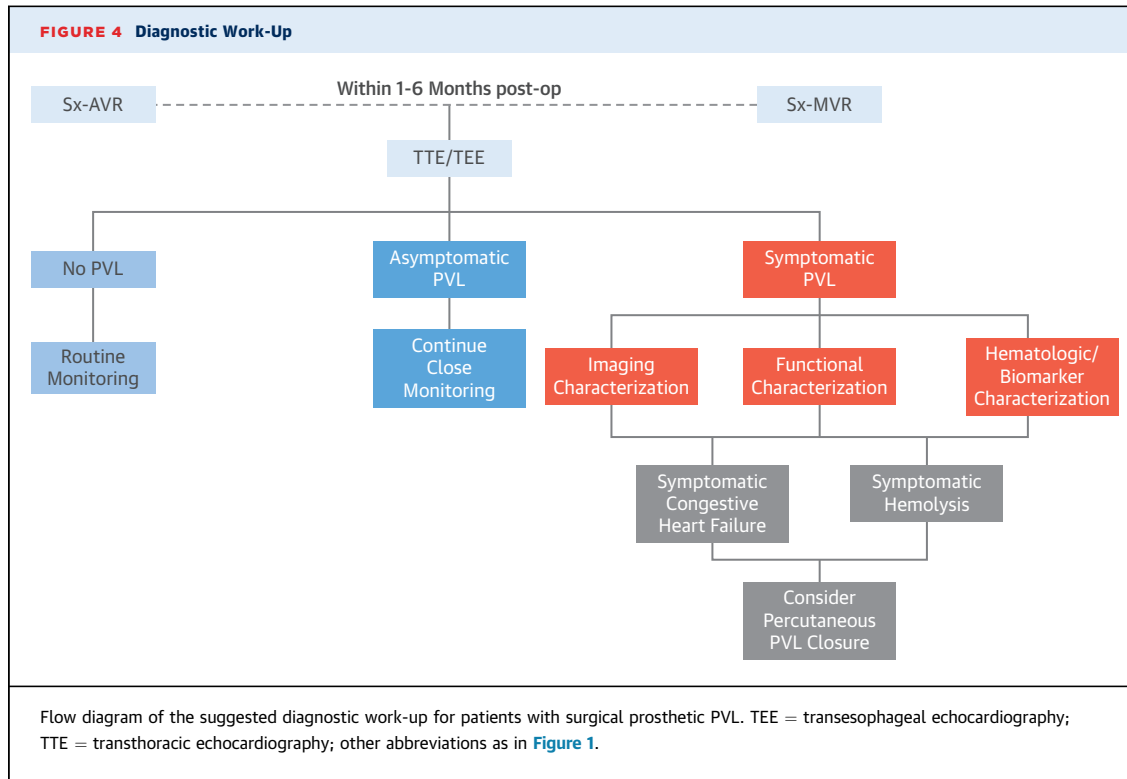 FIGURE 4 Diagnostic Work-Up
Within 1-6 Months post-op
Sx-AVR
Sx-MVR
TTE/TEE
No PVL
Asymptomatic
PVL
Symptomatic
PVL
Routine
Monitoring
Continue
Close
Monitoring
Imaging
Characterization
Functional
Characterization
Hematologic/
Biomarker
Characterization
Symptomatic
Congestive
Heart Failure
Symptomatic
Hemolysis
Consider
Percutaneous
PVL Closure
Flow diagram of the suggested diagnostic work-up for patients with surgical prosthetic PVL. TEE = transesophageal echocardiography;
TTE = transthoracic echocardiography; other abbreviations as in Figure 1.